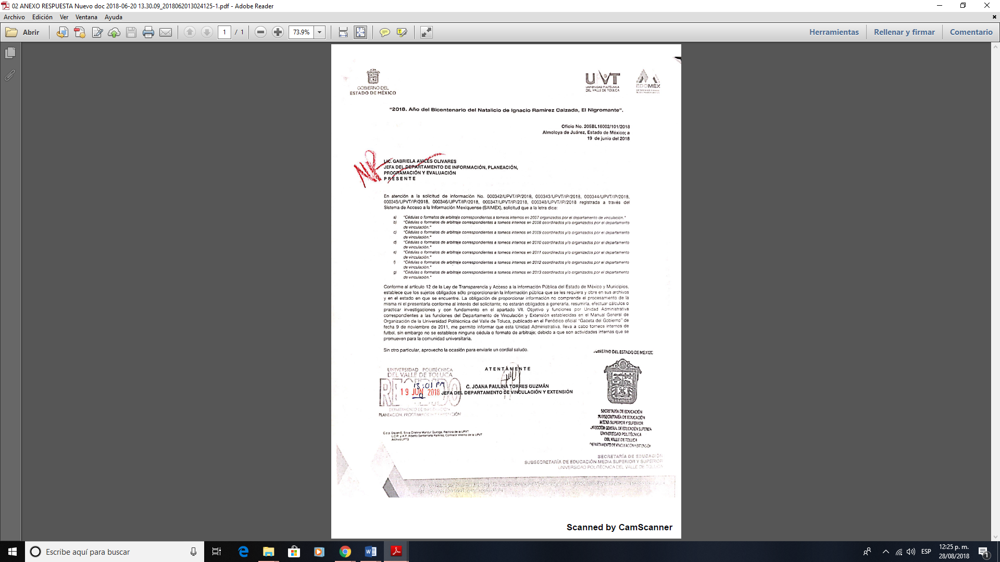 02 ANEXO RESPUESTA Nuevo doc 2018-06-20 13.30.09_2018062013024125-1.pdf - Adobe Reader
Archivo Edición Ver Ventana Ayuda
Abrir 1 / 1 73.9% Herramientas Rellenar y firmar Comentario
GOBIERNO DEL
ESTADO DE MÉXICO
UVT
UNIVERSIDAD POLITÉCNICA
DEL VALLE DE TOLUCA
EDOMÉX
"2018. Año del Bicentenario del Natalicio de Ignacio Ramírez Calzada, El Nigromante".
Oficio No. 205BL16002/101/2018
Almoloya de Juárez, Estado de México; a
19 de junio del 2018
LIC. GABRIELA AVILÉS OLIVARES
JEFA DEL DEPARTAMENTO DE INFORMACIÓN, PLANEACIÓN,
PROGRAMACIÓN Y EVALUACIÓN
P R E S E N T E
En atención a la solicitud de información No. 000342/UPVT/IP/2018, 000343/UPVT/IP/2018, 000344/UPVT/IP/2018,
000345/UPVT/IP/2018, 000346/UPVT/IP/2018, 000347/UPVT/IP/2018, 000348/UPVT/IP/2018 registrada a través del
Sistema de Acceso a la Información Mexiquense (SAIMEX), solicitud que a la letra dice:
a) "Cédulas o formatos de arbitraje correspondientes a torneos internos en 2007 organizados por el departamento de vinculación."
b) "Cédulas o formatos de arbitraje correspondientes a torneos internos en 2008 coordinados y/o organizados por el departamento
de vinculación."
c) "Cédulas o formatos de arbitraje correspondientes a torneos internos en 2009 coordinados y/o organizados por el departamento
de vinculación."
d) "Cédulas o formatos de arbitraje correspondientes a torneos internos en 2010 coordinados y/o organizados por el departamento
de vinculación."
e) "Cédulas o formatos de arbitraje correspondientes a torneos internos en 2011 coordinados y/o organizados por el departamento
de vinculación."
f) "Cédulas o formatos de arbitraje correspondientes a torneos internos en 2012 coordinados y/o organizados por el departamento
de vinculación."
g) "Cédulas o formatos de arbitraje correspondientes a torneos internos en 2013 coordinados y/o organizados por el departamento
de vinculación."
Conforme al artículo 12 de la Ley de Transparencia y Acceso a la Información Pública del Estado de México y Municipios,
establece que los sujetos obligados sólo proporcionarán la información pública que se les requiera y obre en sus archivos
y en el estado en que se encuentre. La obligación de proporcionar información no comprende el procesamiento de la
misma ni el presentarla conforme al interés del solicitante; no estarán obligados a generarla, resumirla, efectuar cálculos o
practicar investigaciones y con fundamento en el apartado VII. Objetivo y funciones por Unidad Administrativa
correspondientes a las funciones del Departamento de Vinculación y Extensión establecidas en el Manual General de
Organización de la Universidad Politécnica del Valle de Toluca, publicado en el Periódico oficial "Gaceta del Gobierno" de
fecha 9 de noviembre de 2011, me permito informar que esta Unidad Administrativa, lleva a cabo torneos internos de
futbol, sin embargo no se establece ninguna cédula o formato de arbitraje; debido a que son actividades internas que se
promueven para la comunidad universitaria.
Sin otro particular, aprovecho la ocasión para enviarle un cordial saludo.
A T E N T A M E N T E
C. JOANA PAULINA TORRES GUZMÁN
JEFA DEL DEPARTAMENTO DE VINCULACIÓN Y EXTENSIÓN
UNIVERSIDAD POLITÉCNICA
DEL VALLE DE TOLUCA
RECIBIDO
13:01 PM
19 JUN 2018
DEPARTAMENTO DE INFORMACIÓN
PLANEACIÓN, PROGRAMACIÓN Y EVALUACIÓN
GOBIERNO DEL ESTADO DE MÉXICO
SECRETARÍA DE EDUCACIÓN
SUBSECRETARÍA DE EDUCACIÓN
MEDIA SUPERIOR Y SUPERIOR
DIRECCIÓN GENERAL DE EDUCACIÓN SUPERIOR
UNIVERSIDAD POLITÉCNICA
DEL VALLE DE TOLUCA
DEPARTAMENTO DE VINCULACIÓN Y EXTENSIÓN
C.c.p. Dra en E. Silvia Cristina Manzur Quiroga, Rectora de la UPVT
L.C.P. y A.P. Alberto Santamaría Ramírez, Contralor Interno de la UPVT
Archivo/JPTG
SECRETARÍA DE EDUCACIÓN
SUBSECRETARÍA DE EDUCACIÓN MEDIA SUPERIOR Y SUPERIOR
UNIVERSIDAD POLITÉCNICA DEL VALLE DE TOLUCA
Scanned by CamScanner
Escribe aquí para buscar
ESP
12:25 p. m.
28/08/2018
1